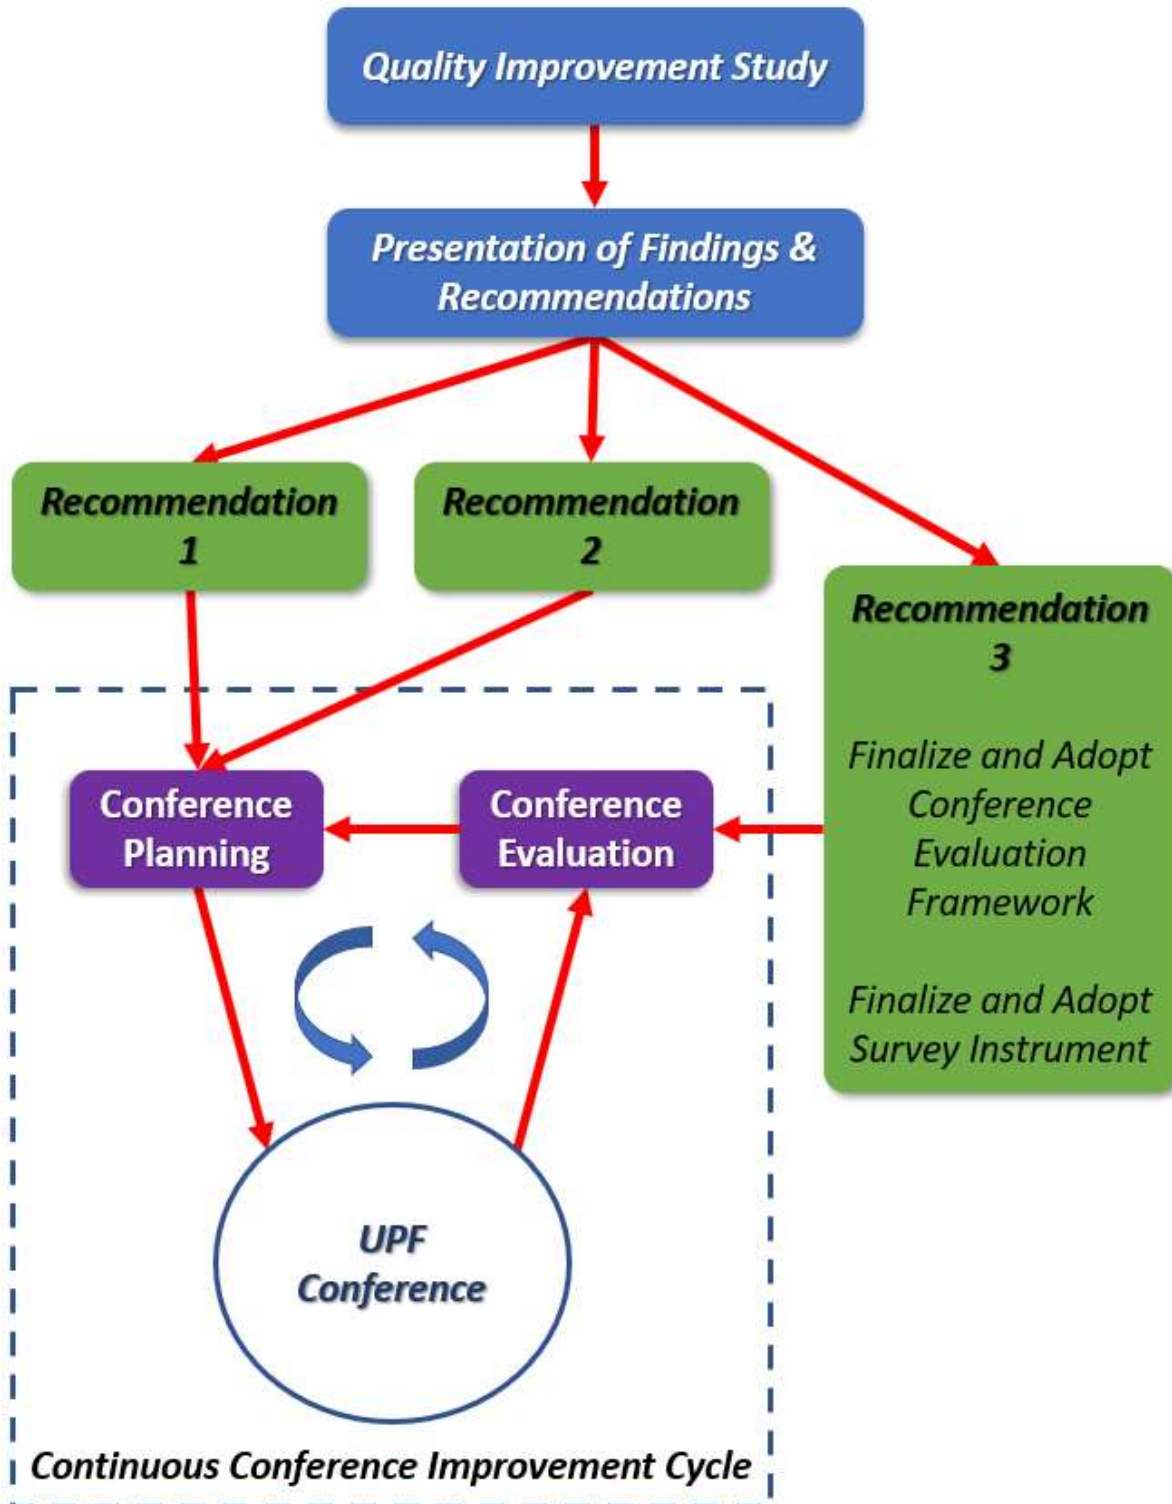 Quality Improvement Study
Presentation of Findings &
Recommendations
Recommendation
1
Recommendation
2
Recommendation
3
Finalize and Adopt
Conference
Evaluation
Framework
Finalize and Adopt
Survey Instrument
Conference
Planning
Conference
Evaluation
UPF
Conference
Continuous Conference Improvement Cycle